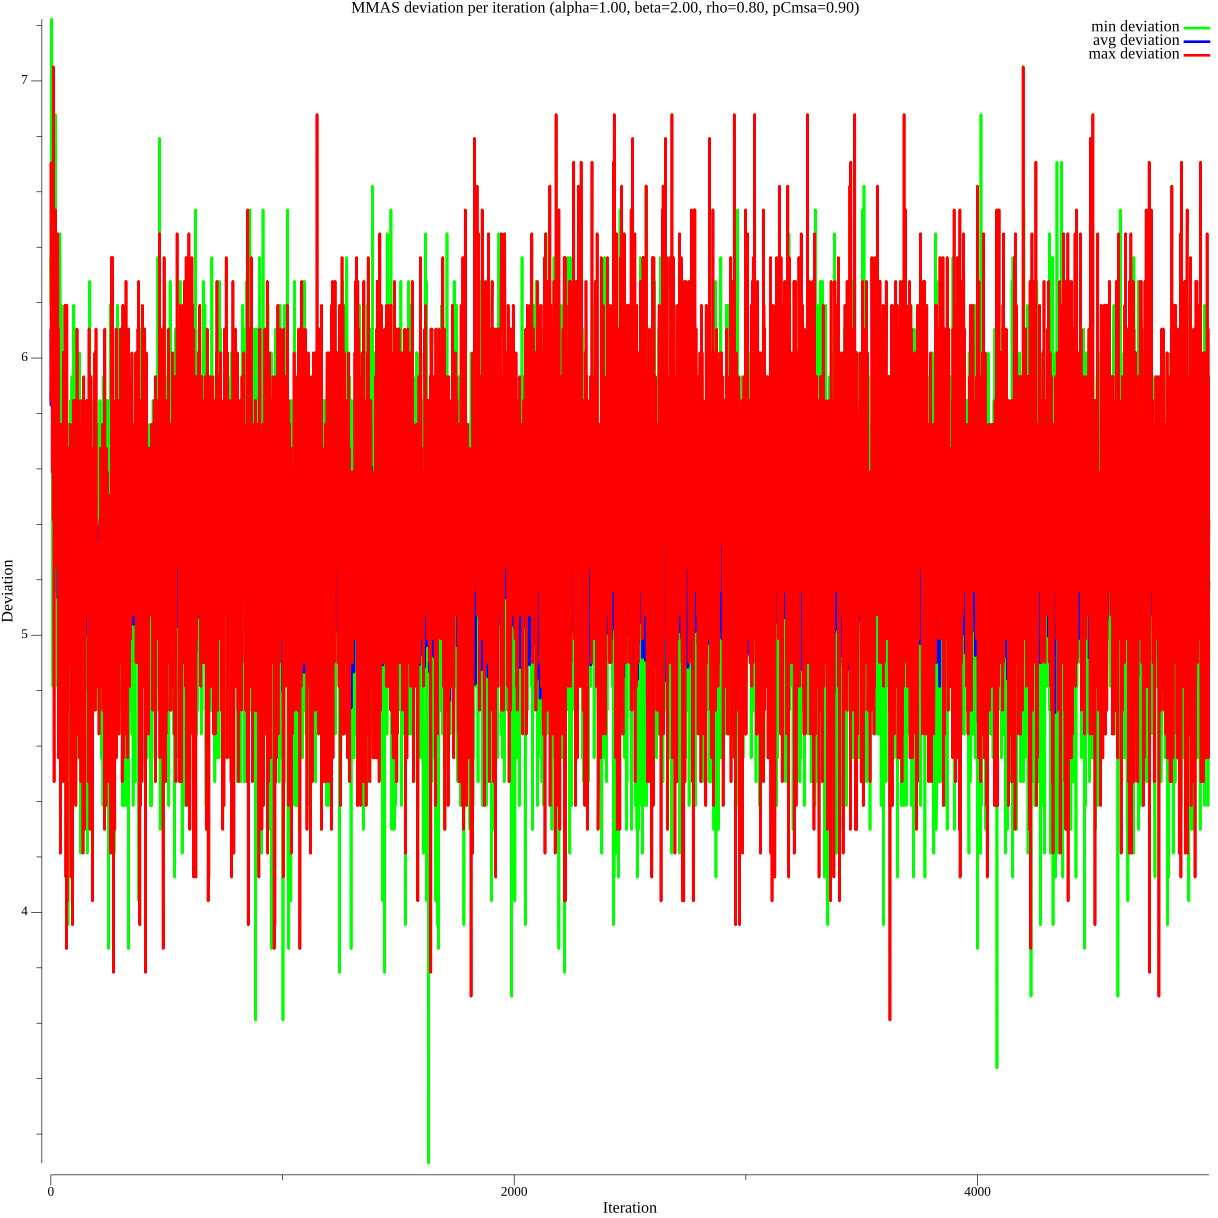 MMAS deviation per iteration (alpha=1.00, beta=2.00, rho=0.80, pCmsa=0.90)
min deviation
avg deviation
max deviation
7
6
5
4
Deviation
0
2000
4000
Iteration